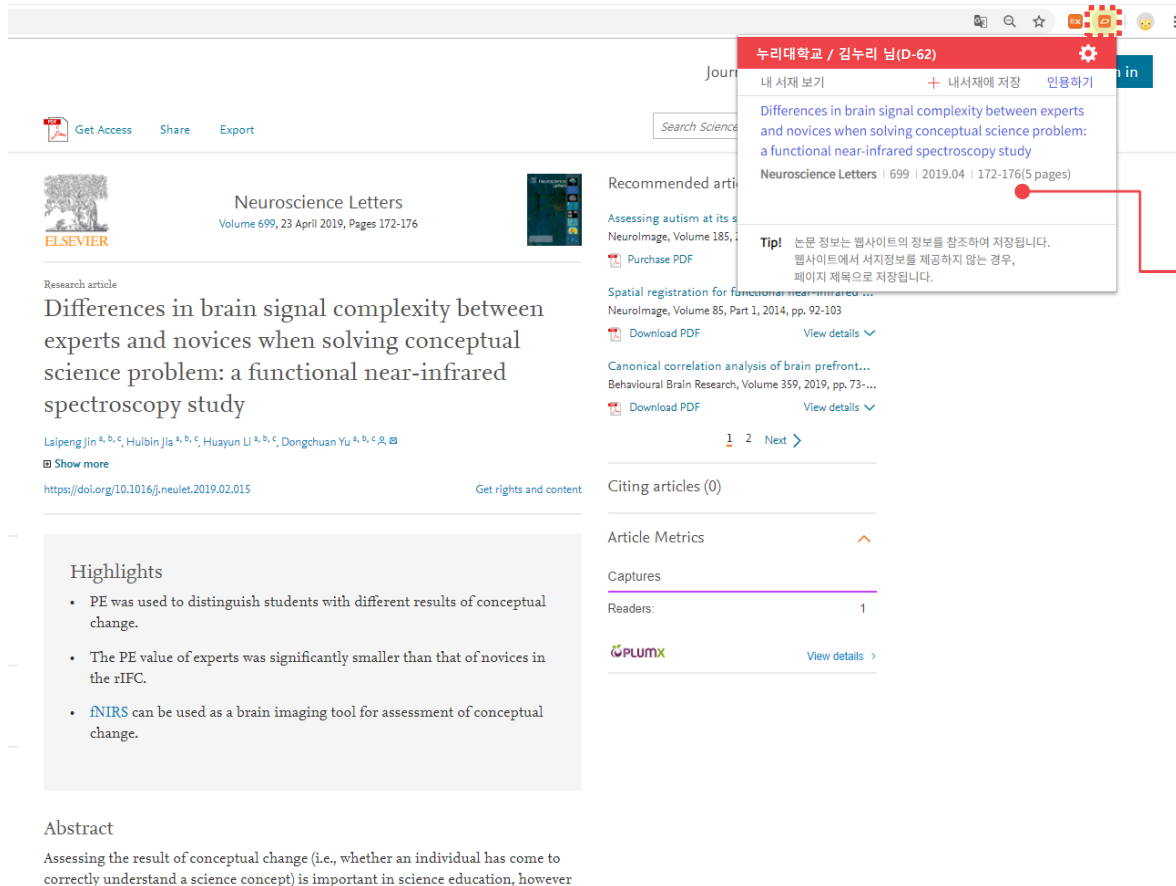 EX
누리대학교 / 김누리 님(D-62)
Jour
n in
내 서재 보기
+ 내서재에 저장
인용하기
Differences in brain signal complexity between experts
and novices when solving conceptual science problem:
a functional near-infrared spectroscopy study
Neuroscience Letters | 699 | 2019.04 | 172-176(5 pages)
Tip! 논문 정보는 웹사이트의 정보를 참조하여 저장됩니다.
웹사이트에서 서지정보를 제공하지 않는 경우,
페이지 제목으로 저장됩니다.
PDF
Get Access
Share
Export
Search Science
ELSEVIER
Neuroscience Letters
Volume 699, 23 April 2019, Pages 172-176
Research article
Differences in brain signal complexity between
experts and novices when solving conceptual
science problem: a functional near-infrared
spectroscopy study
Laipeng Jin a, b, c, Huibin Jia a, b, c, Huayun Li a, b, c, Dongchuan Yu a, b, c
Show more
https://doi.org/10.1016/j.neulet.2019.02.015
Get rights and content
Highlights
• PE was used to distinguish students with different results of conceptual
change.
• The PE value of experts was significantly smaller than that of novices in
the rIFC.
• fNIRS can be used as a brain imaging tool for assessment of conceptual
change.
Abstract
Assessing the result of conceptual change (i.e., whether an individual has come to
correctly understand a science concept) is important in science education, however
Recommended arti
Assessing autism at its s
NeuroImage, Volume 185, 
Purchase PDF
Spatial registration for functional near-infrared ...
NeuroImage, Volume 85, Part 1, 2014, pp. 92-103
Download PDF
View details
Canonical correlation analysis of brain prefront...
Behavioural Brain Research, Volume 359, 2019, pp. 73-...
Download PDF
View details
1 2 Next
Citing articles (0)
Article Metrics
Captures
Readers: 1
PLUMX
View details